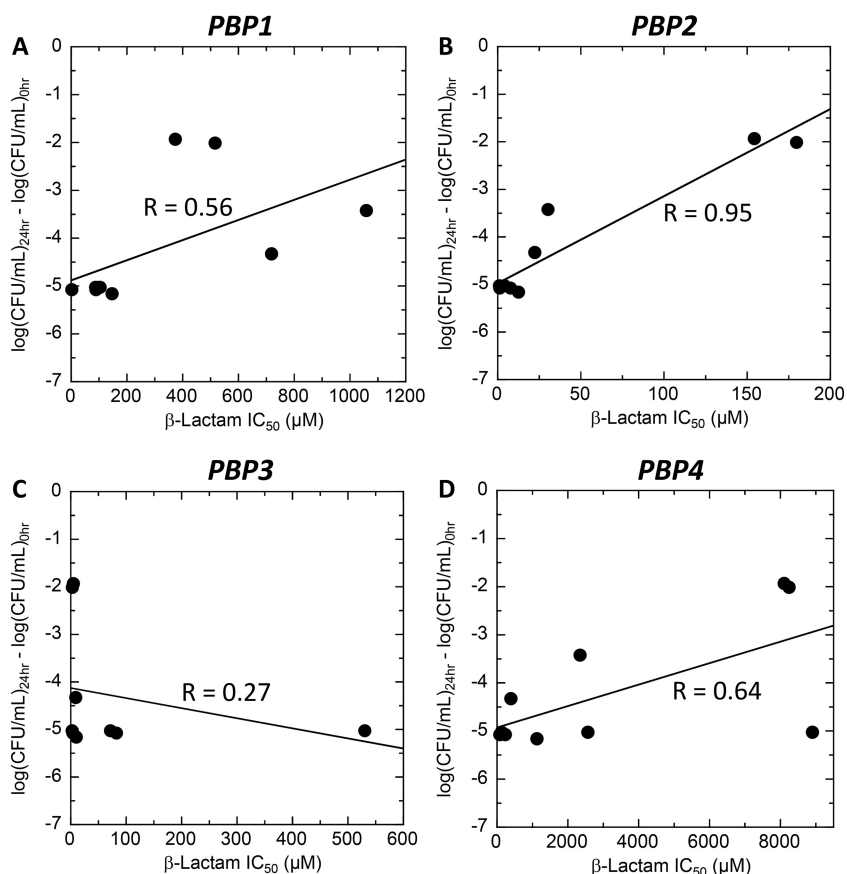 PBP1
A
0
-1
-2
-3
-4
-5
-6
-7
log(CFU/mL)24hr - log(CFU/mL)0hr
R = 0.56
0 200 400 600 800 1000 1200
β-Lactam IC50 (µM)
PBP2
B
0
-1
-2
-3
-4
-5
-6
-7
log(CFU/mL)24hr - log(CFU/mL)0hr
R = 0.95
0 50 100 150 200
β-Lactam IC50 (µM)
PBP3
C
0
-1
-2
-3
-4
-5
-6
-7
log(CFU/mL)24hr - log(CFU/mL)0hr
R = 0.27
0 100 200 300 400 500 600
β-Lactam IC50 (µM)
PBP4
D
0
-1
-2
-3
-4
-5
-6
-7
log(CFU/mL)24hr - log(CFU/mL)0hr
R = 0.64
0 2000 4000 6000 8000
β-Lactam IC50 (µM)